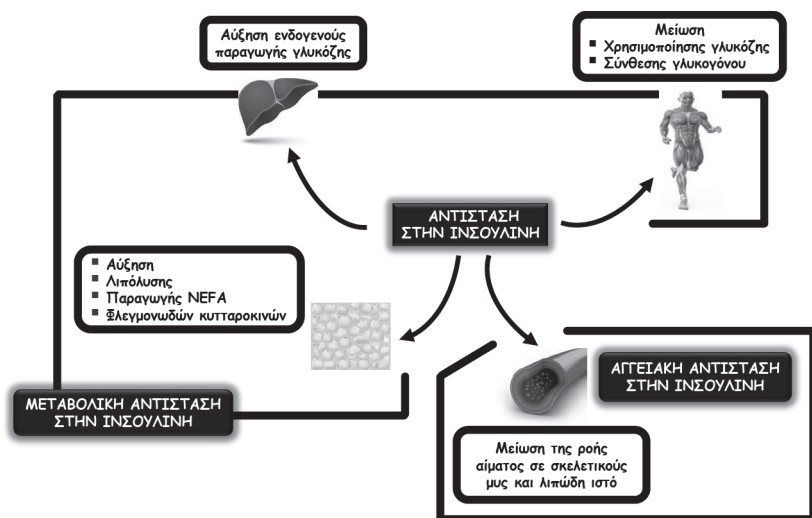 Αύξηση ενδογενούς
παραγωγής γλυκόζης
Μείωση
▪ Χρησιμοποίησης γλυκόζης
▪ Σύνθεσης γλυκογόνου
ΑΝΤΙΣΤΑΣΗ
ΣΤΗΝ ΙΝΣΟΥΛΙΝΗ
▪ Αύξηση
▪ Λιπόλυσης
▪ Παραγωγής NEFA
▪ Φλεγμονωδών κυτταροκινών
ΑΓΓΕΙΑΚΗ ΑΝΤΙΣΤΑΣΗ
ΣΤΗΝ ΙΝΣΟΥΛΙΝΗ
ΜΕΤΑΒΟΛΙΚΗ ΑΝΤΙΣΤΑΣΗ
ΣΤΗΝ ΙΝΣΟΥΛΙΝΗ
Μείωση της ροής
αίματος σε σκελετικούς
μυς και λιπώδη ιστό